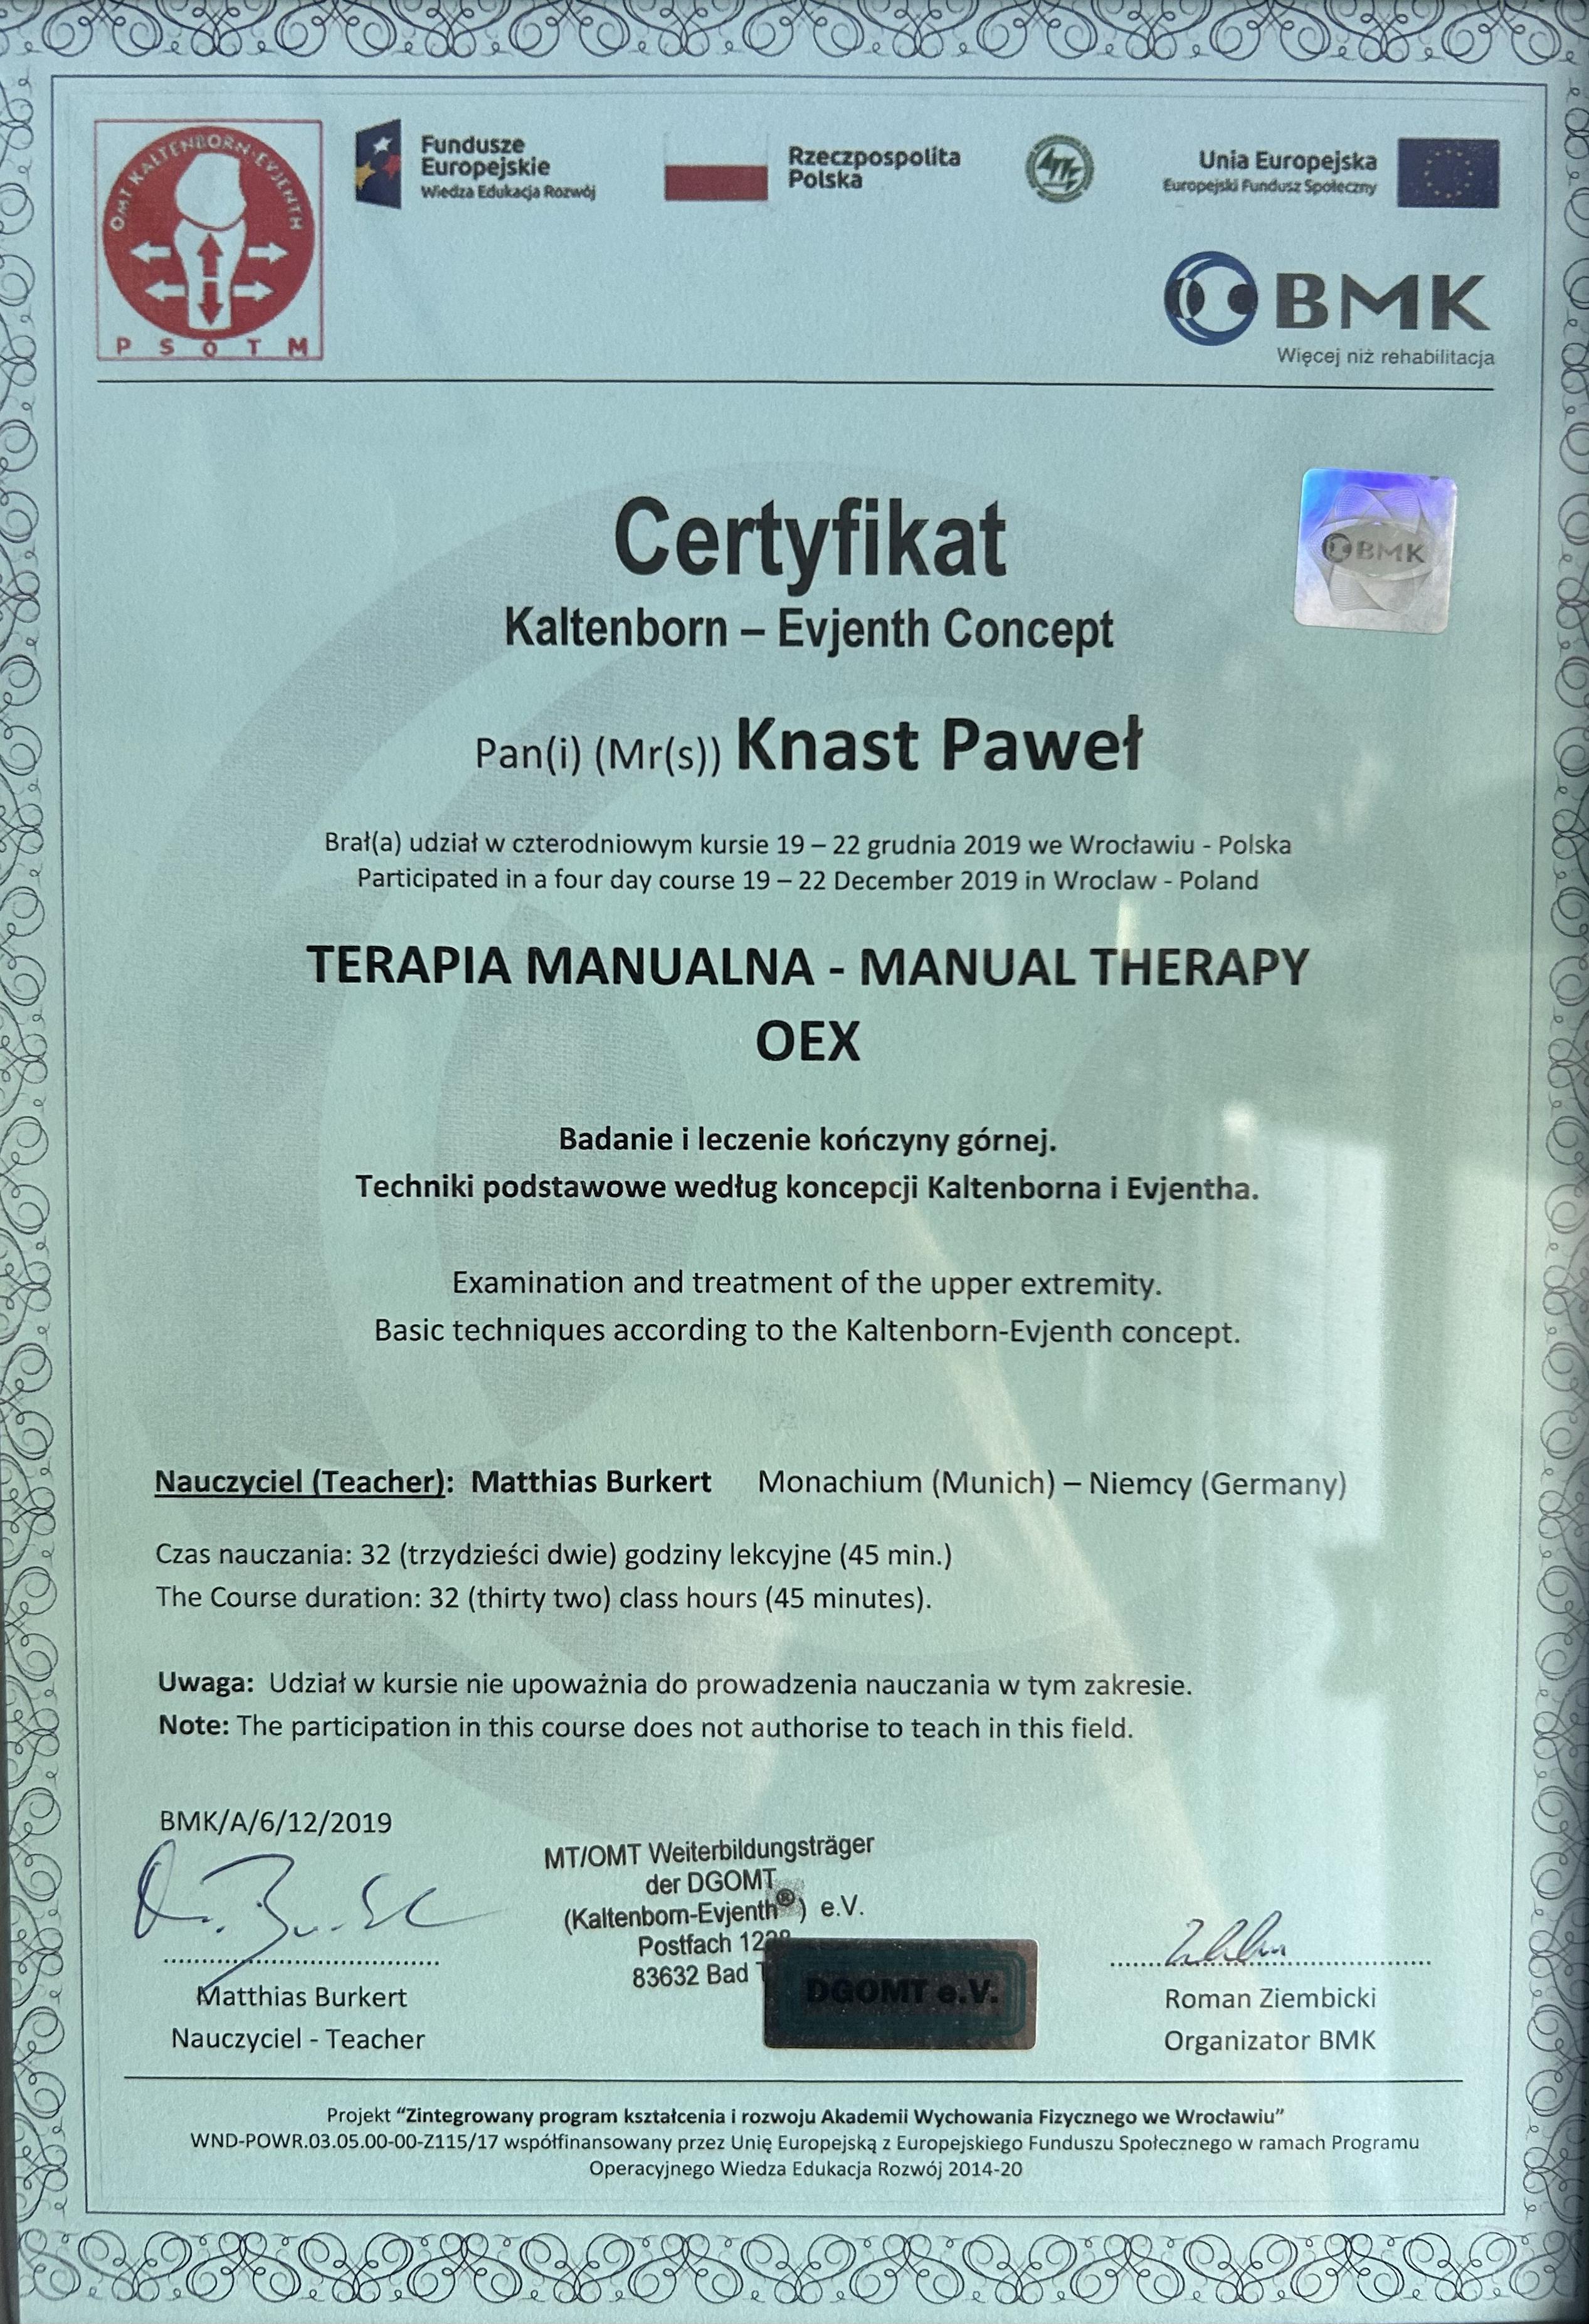 OMT KALTENBORN-EVJENTH
P S O T M
Fundusze
Europejskie
Wiedza Edukacja Rozwój
Rzeczpospolita
Polska
Unia Europejska
Europejski Fundusz Społeczny
BMK
Więcej niż rehabilitacja
BMK
Certyfikat
Kaltenborn – Evjenth Concept
Pan(i) (Mr(s)) Knast Paweł
Brał(a) udział w czterodniowym kursie 19 – 22 grudnia 2019 we Wrocławiu - Polska
Participated in a four day course 19 – 22 December 2019 in Wroclaw - Poland
TERAPIA MANUALNA - MANUAL THERAPY
OEX
Badanie i leczenie kończyny górnej.
Techniki podstawowe według koncepcji Kaltenborna i Evjentha.
Examination and treatment of the upper extremity.
Basic techniques according to the Kaltenborn-Evjenth concept.
Nauczyciel (Teacher): Matthias Burkert Monachium (Munich) – Niemcy (Germany)
Czas nauczania: 32 (trzydzieści dwie) godziny lekcyjne (45 min.)
The Course duration: 32 (thirty two) class hours (45 minutes).
Uwaga: Udział w kursie nie upoważnia do prowadzenia nauczania w tym zakresie.
Note: The participation in this course does not authorise to teach in this field.
BMK/A/6/12/2019
MT/OMT Weiterbildungsträger
der DGOMT
(Kaltenborn-Evjenth®) e.V.
Postfach
83632 Bad
DGOMT e.V.
Matthias Burkert
Nauczyciel - Teacher
Roman Ziembicki
Organizator BMK
Projekt “Zintegrowany program kształcenia i rozwoju Akademii Wychowania Fizycznego we Wrocławiu”
WND-POWR.03.05.00-00-Z115/17 współfinansowany przez Unię Europejską z Europejskiego Funduszu Społecznego w ramach Programu
Operacyjnego Wiedza Edukacja Rozwój 2014-20